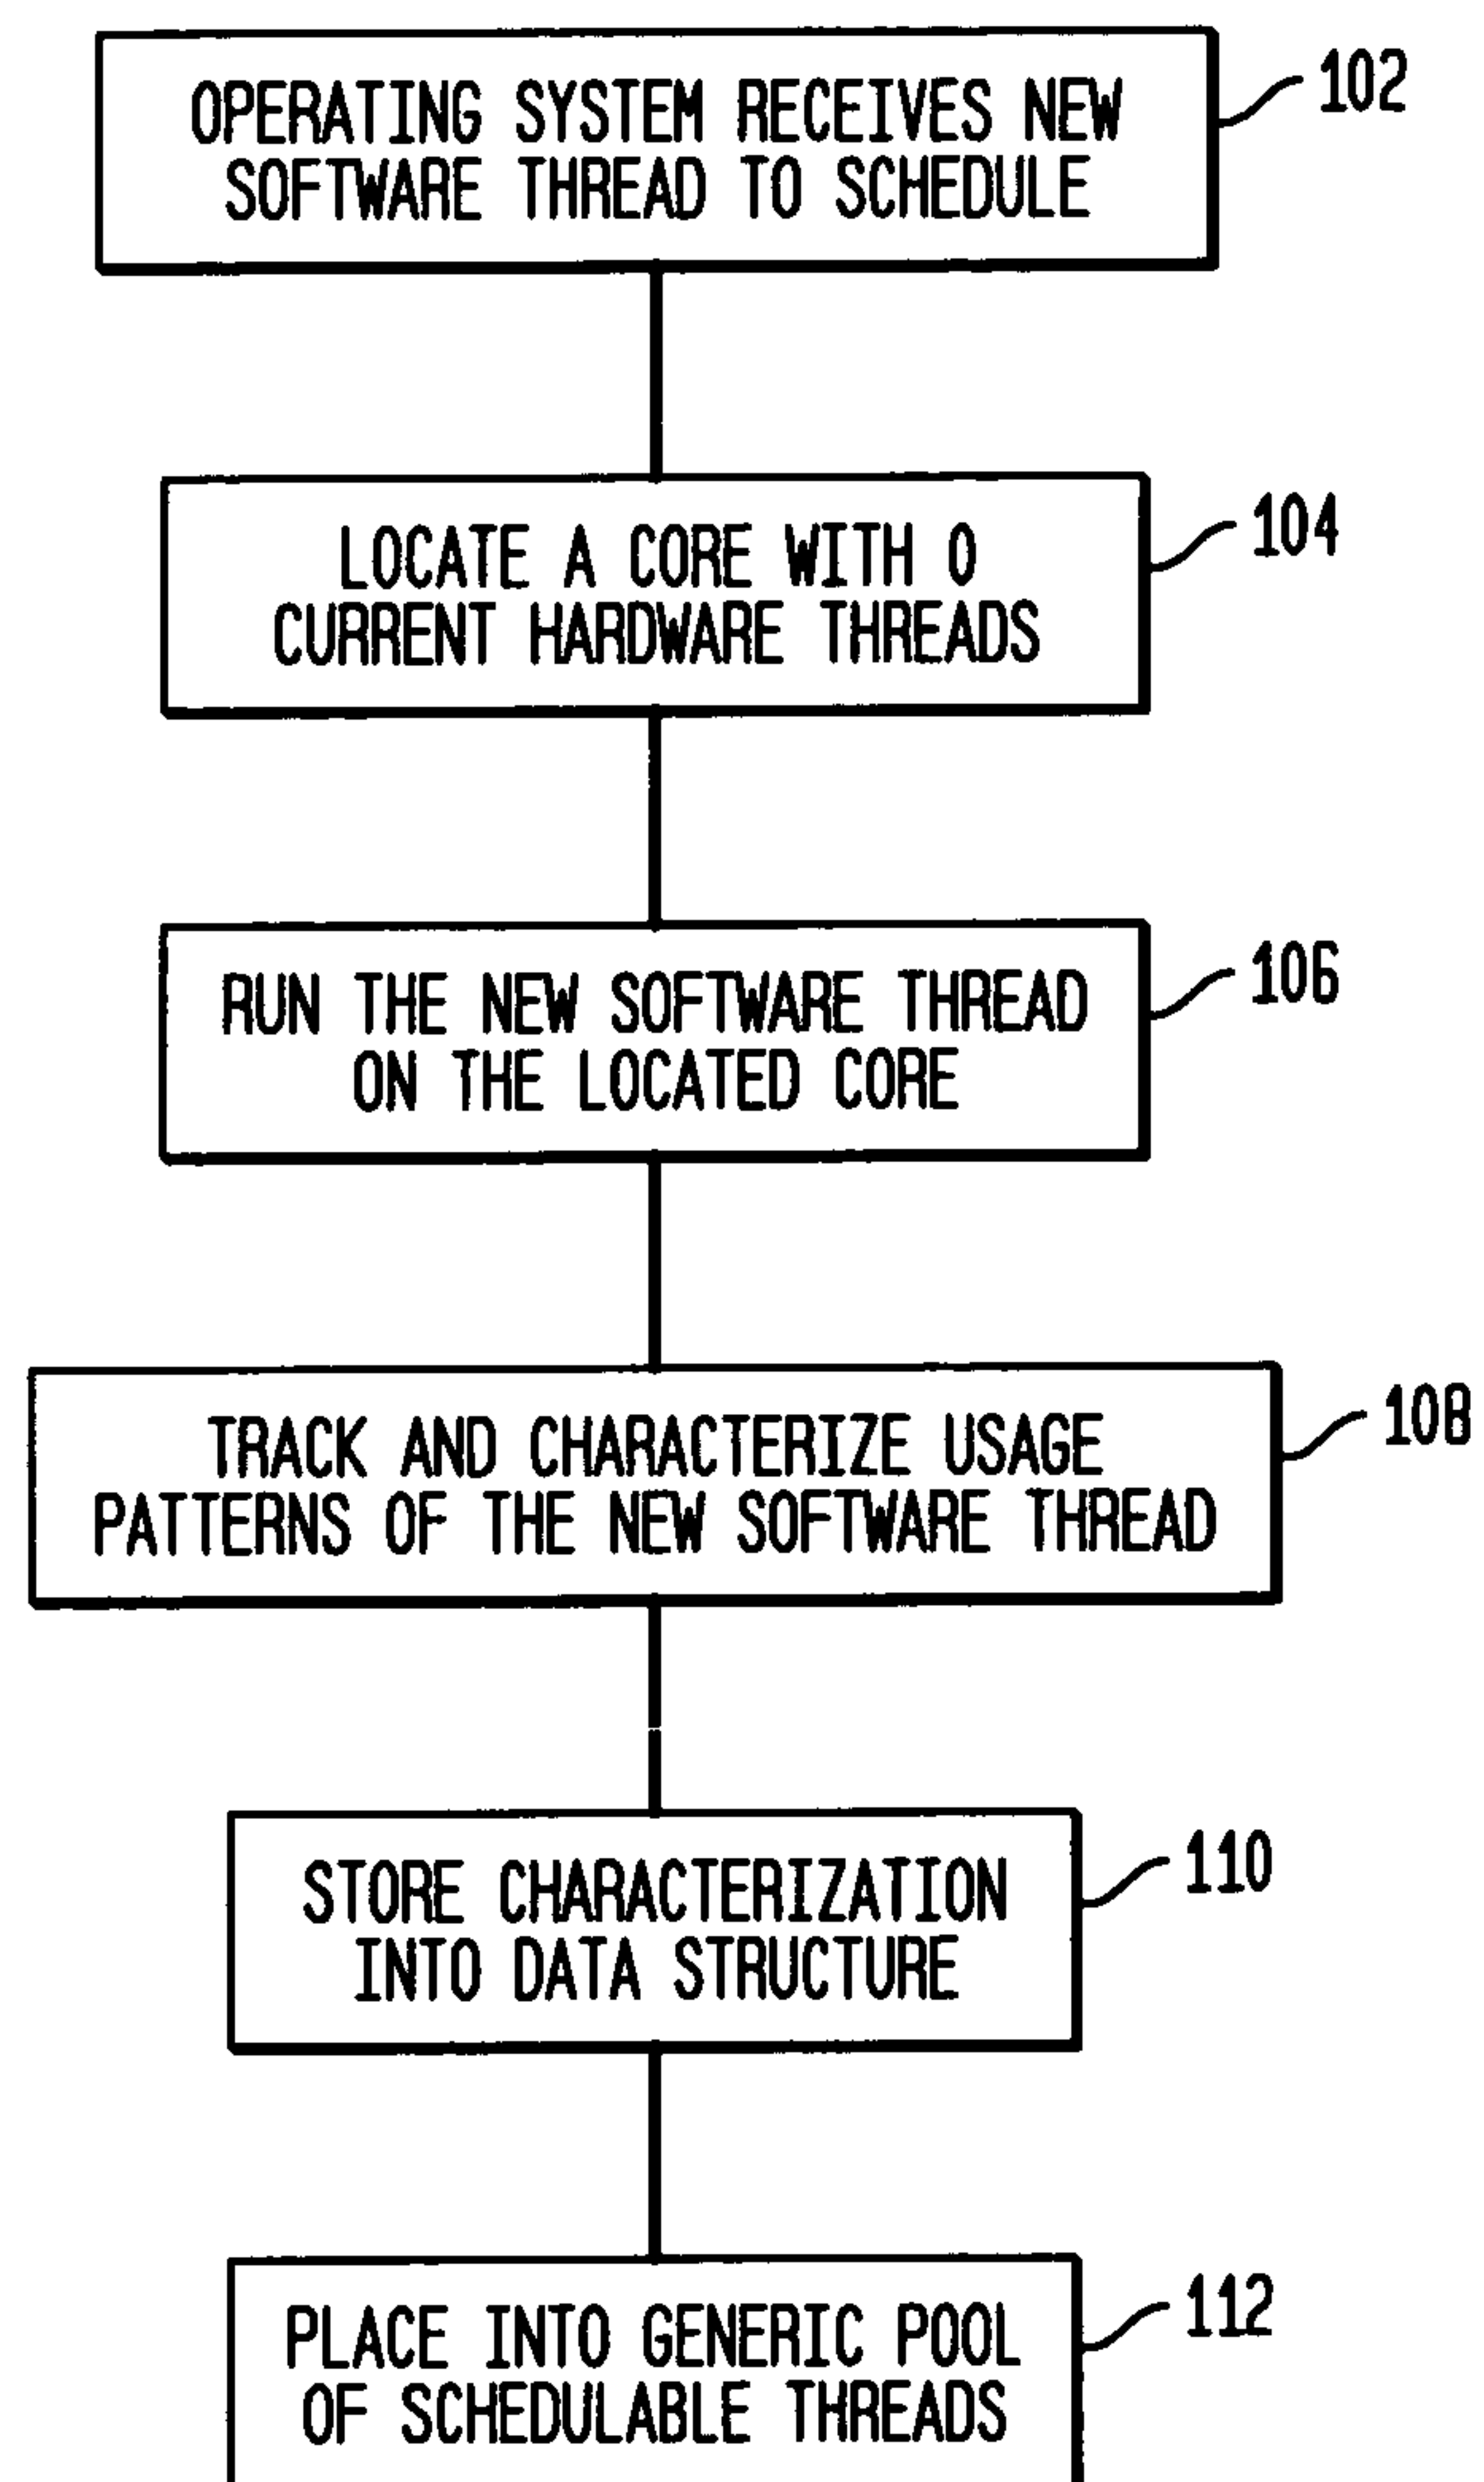 OPERATING SYSTEM RECEIVES NEW
SOFTWARE THREAD TO SCHEDULE
102
LOCATE A CORE WITH 0
CURRENT HARDWARE THREADS
104
RUN THE NEW SOFTWARE THREAD
ON THE LOCATED CORE
106
TRACK AND CHARACTERIZE USAGE
PATTERNS OF THE NEW SOFTWARE THREAD
108
STORE CHARACTERIZATION
INTO DATA STRUCTURE
110
PLACE INTO GENERIC POOL
OF SCHEDULABLE THREADS
112